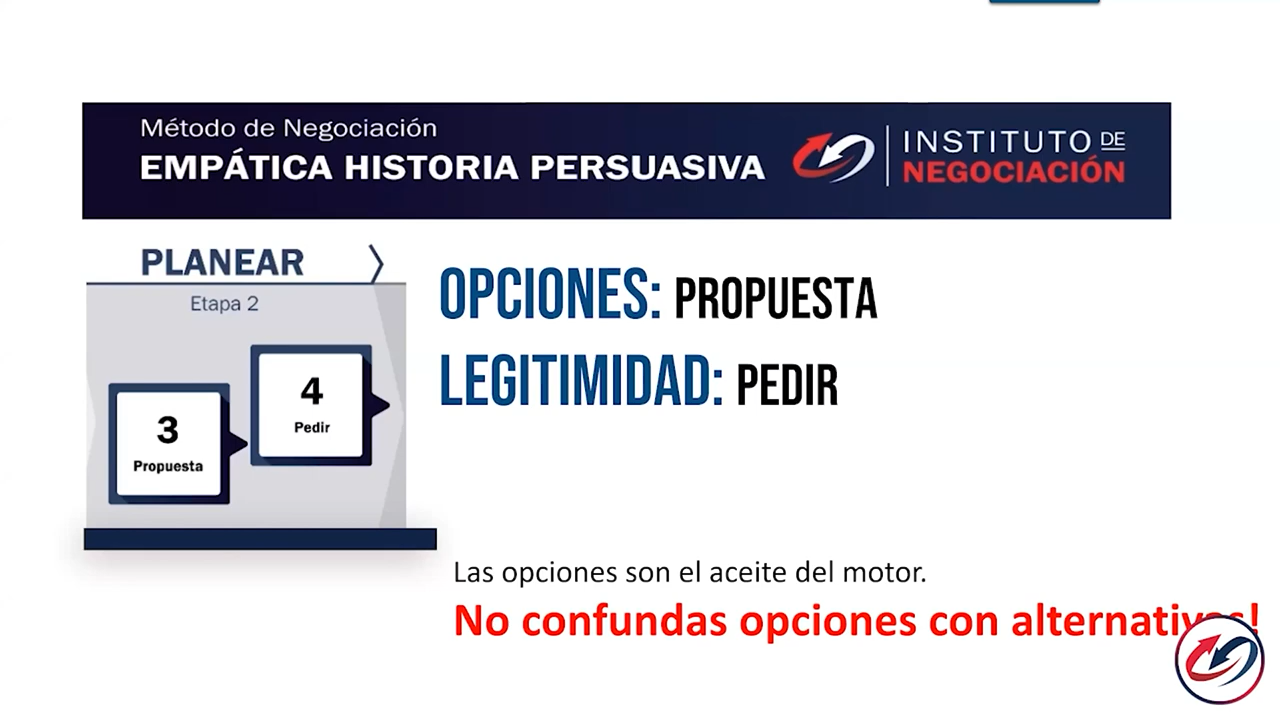 Método de Negociación
EMPÁTICA HISTORIA PERSUASIVA
INSTITUTO DE
NEGOCIACIÓN
PLANEAR
Etapa 2
3
Propuesta
4
Pedir
OPCIONES: PROPUESTA
LEGITIMIDAD: PEDIR
Las opciones son el aceite del motor.
No confundas opciones con alternativas!